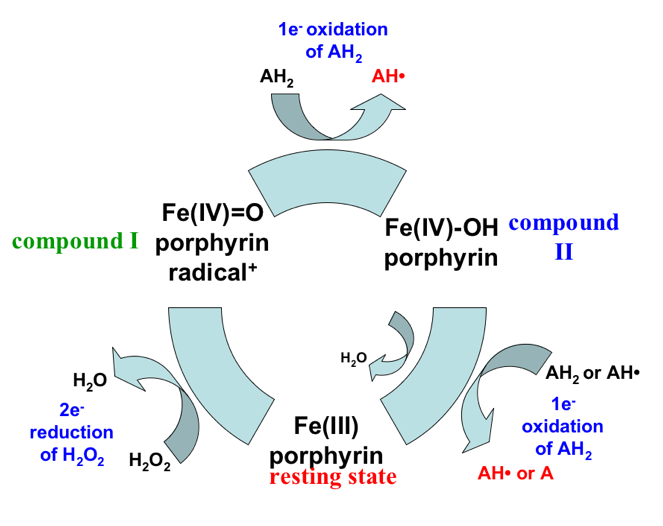 1e⁻ oxidation
of AH₂
AH₂
AH•
Fe(IV)=O
porphyrin
radical⁺
compound I
Fe(IV)-OH
porphyrin
compound
II
H₂O
2e⁻
reduction
of H₂O₂
H₂O₂
H₂O
Fe(III)
porphyrin
resting state
AH₂ or AH•
1e⁻
oxidation
of AH₂
AH• or A